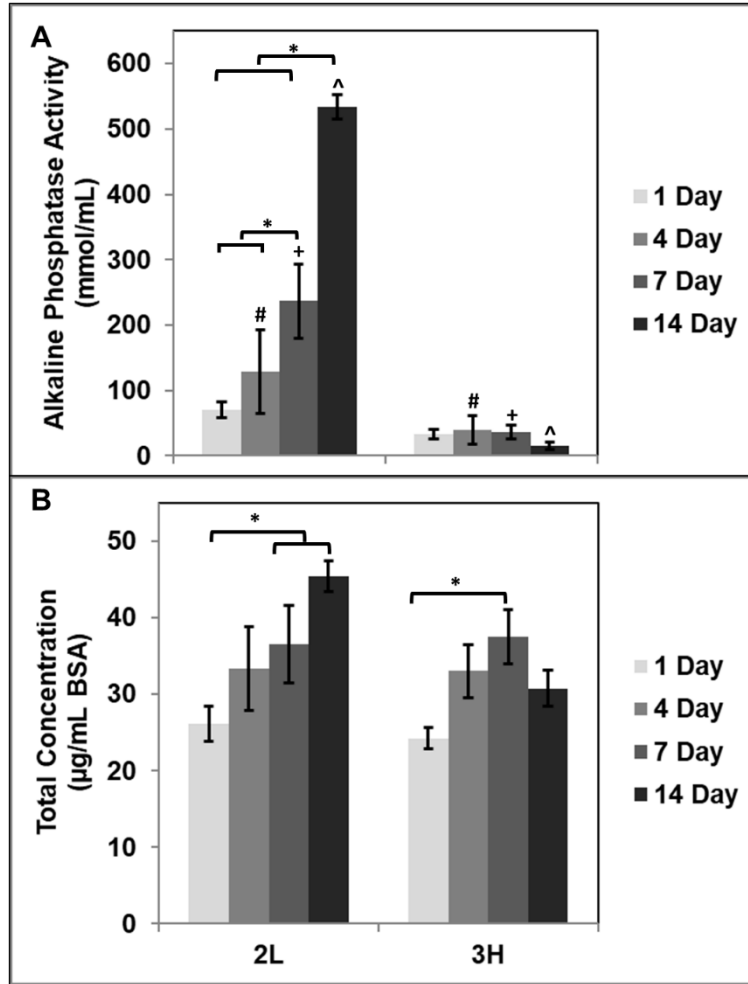 A
Alkaline Phosphatase Activity
(mmol/mL)
600
500
400
300
200
100
0
*
^
*
+
#
#
+
^
1 Day
4 Day
7 Day
14 Day
B
Total Concentration
(µg/mL BSA)
50
40
30
20
10
0
*
*
2L
3H
1 Day
4 Day
7 Day
14 Day